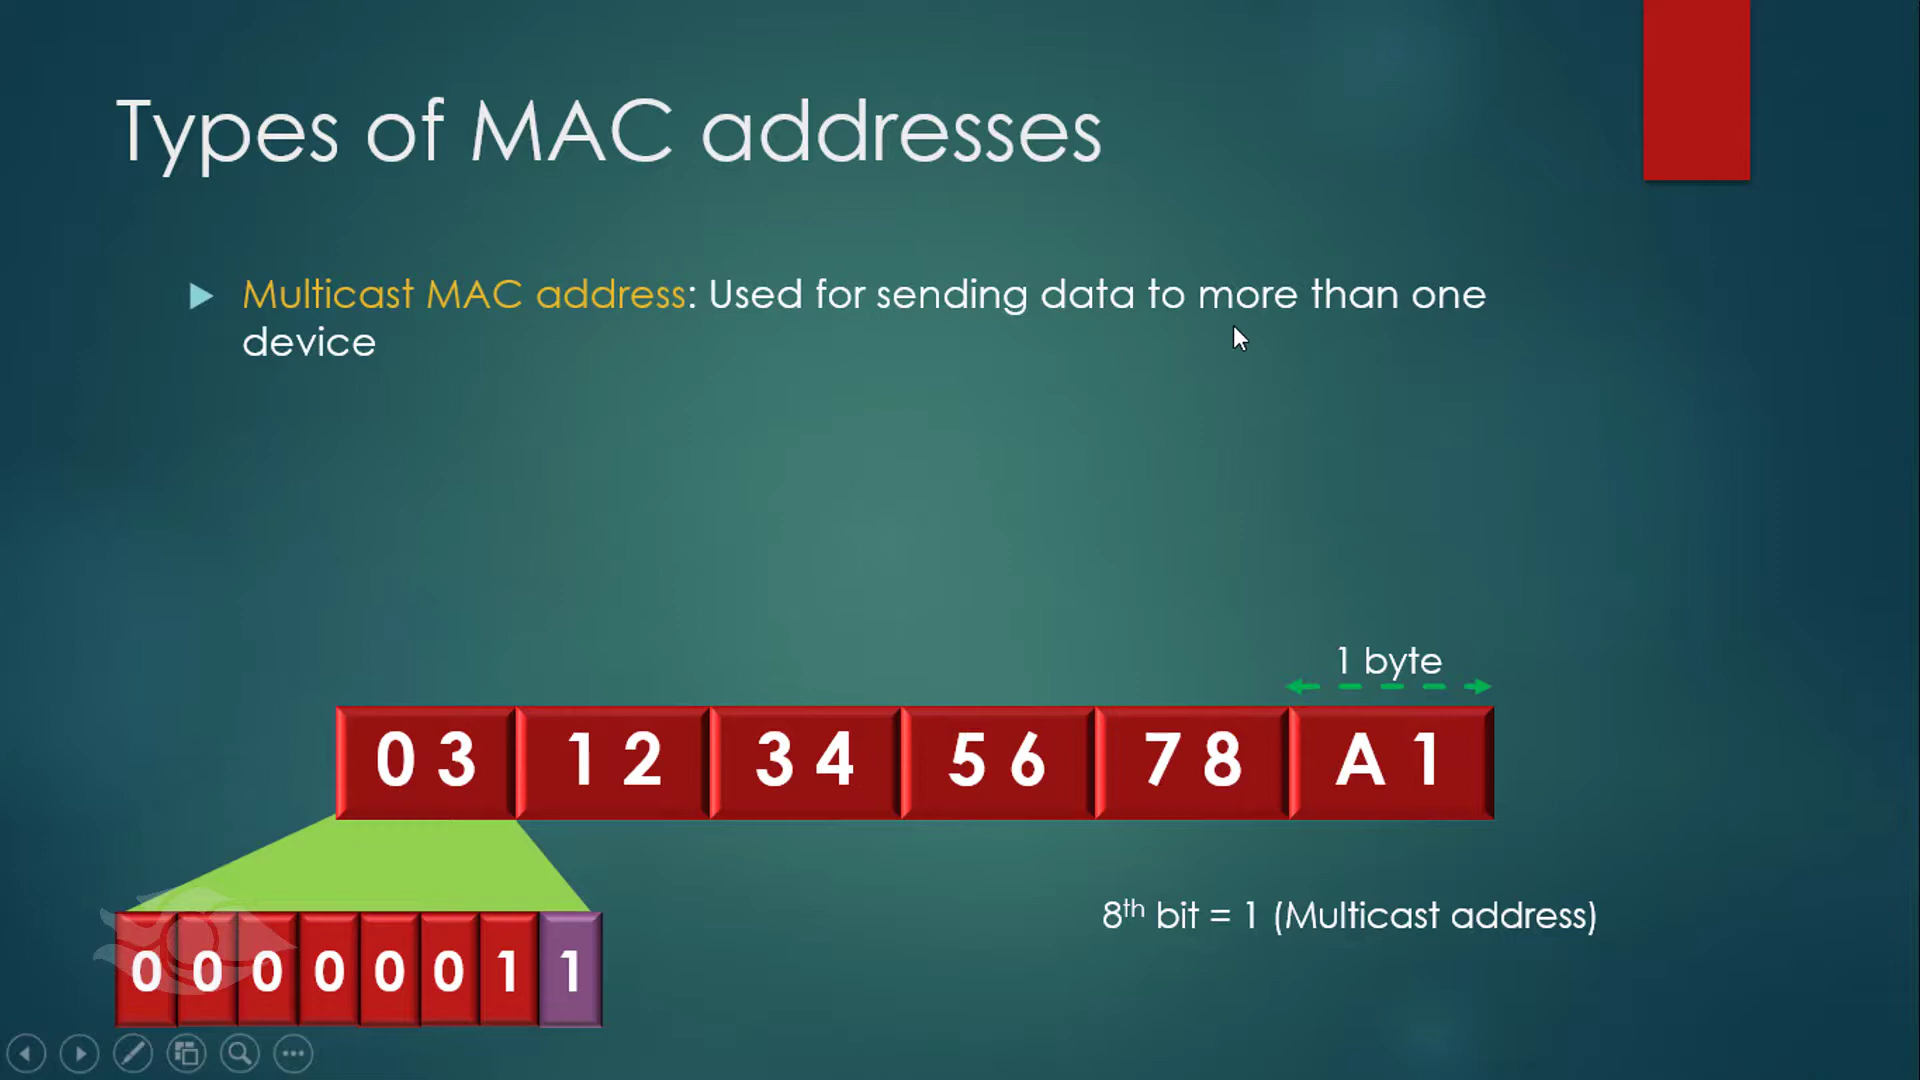 Types of MAC addresses
Multicast MAC address: Used for sending data to more than one
device
1 byte
03 12 34 56 78 A1
8th bit = 1 (Multicast address)
0 0 0 0 0 0 1 1